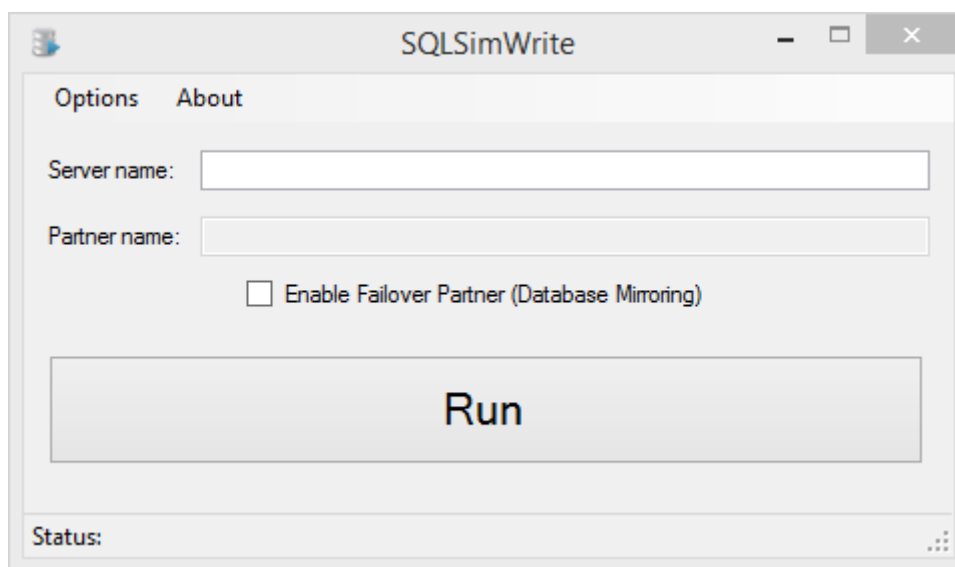 SQLSimWrite
Options About
Server name:
Partner name:
Enable Failover Partner (Database Mirroring)
Run
Status: